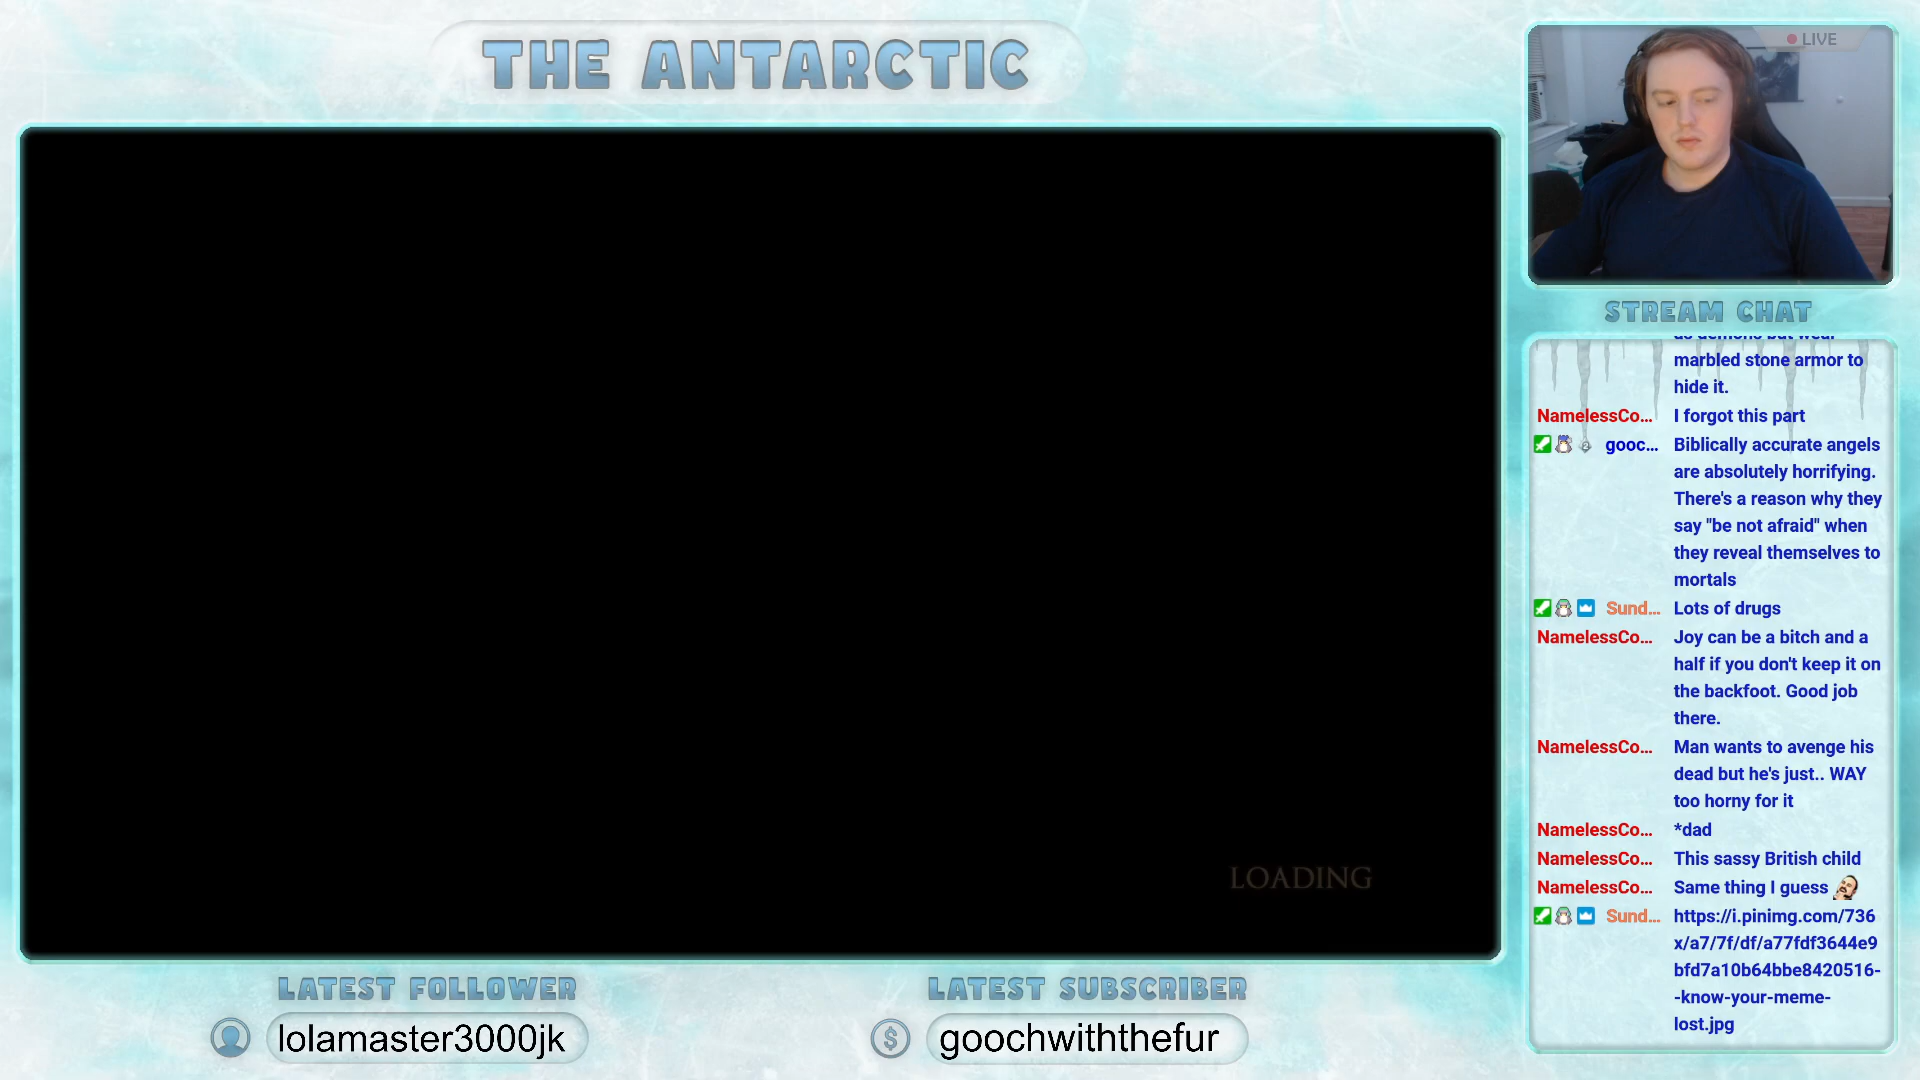 THE ANTARCTIC
LIVE
STREAM CHAT
as demons but wear
marbled stone armor to
hide it.
NamelessCo... I forgot this part
gooc... Biblically accurate angels
are absolutely horrifying.
There's a reason why they
say "be not afraid" when
they reveal themselves to
mortals
Sund... Lots of drugs
NamelessCo... Joy can be a bitch and a
half if you don't keep it on
the backfoot. Good job
there.
NamelessCo... Man wants to avenge his
dead but he's just.. WAY
too horny for it
NamelessCo... *dad
NamelessCo... This sassy British child
NamelessCo... Same thing I guess
Sund... https://i.pinimg.com/736
x/a7/7f/df/a77fdf3644e9
bfd7a10b64bbe8420516-
-know-your-meme-
lost.jpg
LOADING
LATEST FOLLOWER
lolamaster3000jk
LATEST SUBSCRIBER
goochwiththefur